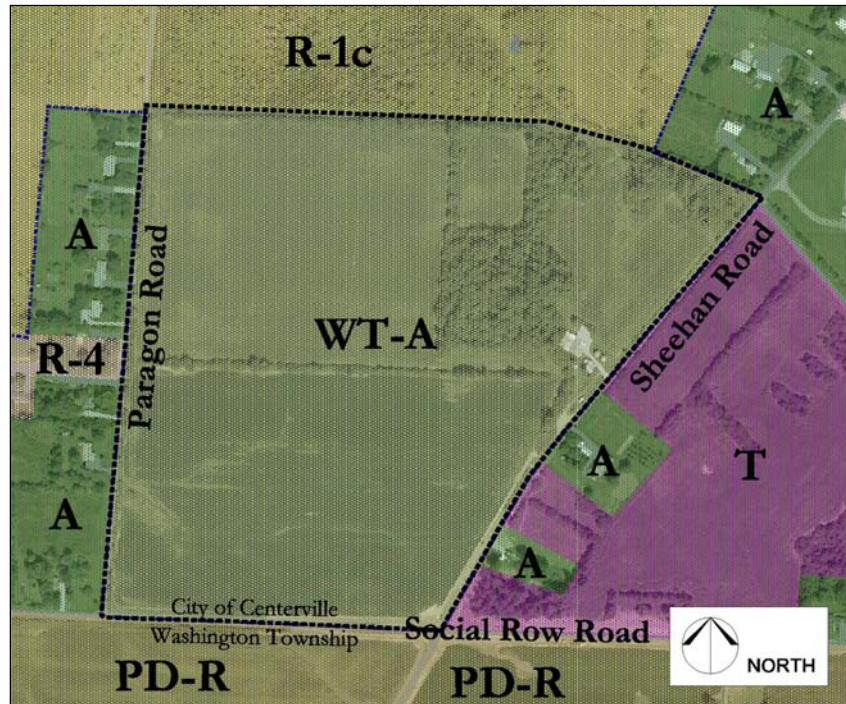 R-1c
A
A
Paragon Road
WT-A
Sheehan Road
R-4
A
T
A
A
City of Centerville
Washington Township
Social Row Road
NORTH
PD-R
PD-R